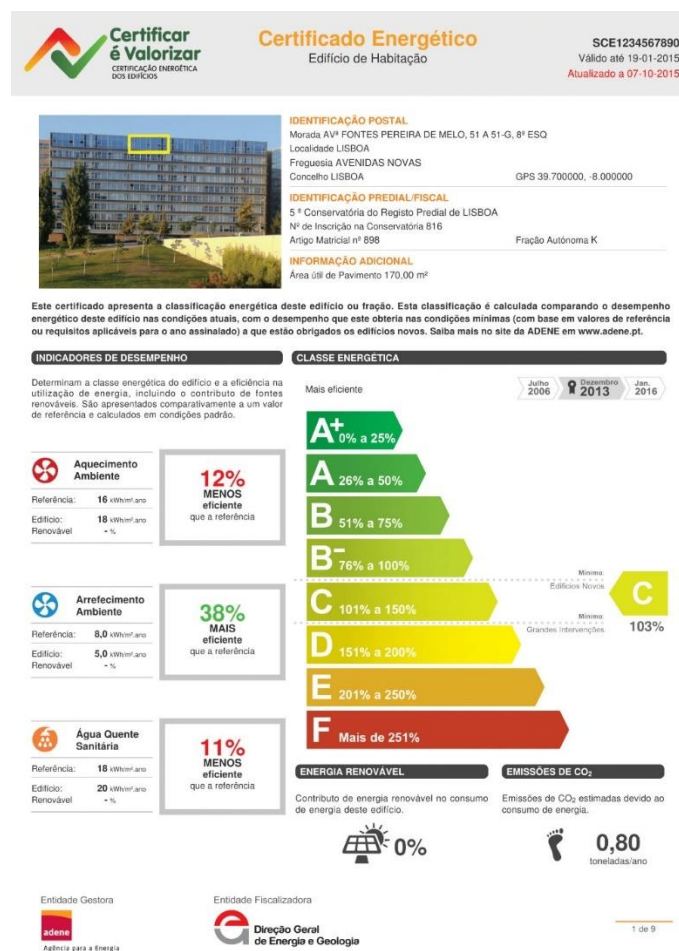 Certificar
é Valorizar
CERTIFICAÇÃO ENERGÉTICA
DOS EDIFÍCIOS
Certificado Energético
Edifício de Habitação
SCE1234567890
Válido até 19-01-2015
Atualizado a 07-10-2015
IDENTIFICAÇÃO POSTAL
Morada AVª FONTES PEREIRA DE MELO, 51 A 51-G, 8º ESQ
Localidade LISBOA
Freguesia AVENIDAS NOVAS
Concelho LISBOA GPS 39.700000, -8.000000
IDENTIFICAÇÃO PREDIAL/FISCAL
5 ª Conservatória do Registo Predial de LISBOA
Nº de Inscrição na Conservatória 816
Artigo Matricial nº 898 Fração Autónoma K
INFORMAÇÃO ADICIONAL
Área útil de Pavimento 170,00 m²
Este certificado apresenta a classificação energética deste edifício ou fração. Esta classificação é calculada comparando o desempenho
energético deste edifício nas condições atuais, com o desempenho que este obteria nas condições mínimas (com base em valores de referência
ou requisitos aplicáveis para o ano assinalado) a que estão obrigados os edifícios novos. Saiba mais no site da ADENE em www.adene.pt.
INDICADORES DE DESEMPENHO
Determinam a classe energética do edifício e a eficiência na
utilização de energia, incluindo o contributo de fontes
renováveis. São apresentados comparativamente a um valor
de referência e calculados em condições padrão.
Aquecimento
Ambiente
Referência: 16 kWh/m².ano
Edifício: 18 kWh/m².ano
Renovável - %
12%
MENOS
eficiente
que a referência
Arrefecimento
Ambiente
Referência: 8,0 kWh/m².ano
Edifício: 5,0 kWh/m².ano
Renovável - %
38%
MAIS
eficiente
que a referência
Água Quente
Sanitária
Referência: 18 kWh/m².ano
Edifício: 20 kWh/m².ano
Renovável - %
11%
MENOS
eficiente
que a referência
CLASSE ENERGÉTICA
Mais eficiente
Julho
2006
Dezembro
2013
Jan.
2016
A+ 0% a 25%
A 26% a 50%
B 51% a 75%
B- 76% a 100%
Mínimo:
Edifícios Novos
C 101% a 150%
Mínimo:
Grandes Intervenções
C
103%
D 151% a 200%
E 201% a 250%
F Mais de 251%
ENERGIA RENOVÁVEL
Contributo de energia renovável no consumo
de energia deste edifício.
0%
EMISSÕES DE CO₂
Emissões de CO₂ estimadas devido ao
consumo de energia.
0,80
toneladas/ano
Entidade Gestora
adene
Agência para a Energia
Entidade Fiscalizadora
Direção Geral
de Energia e Geologia
1 de 9